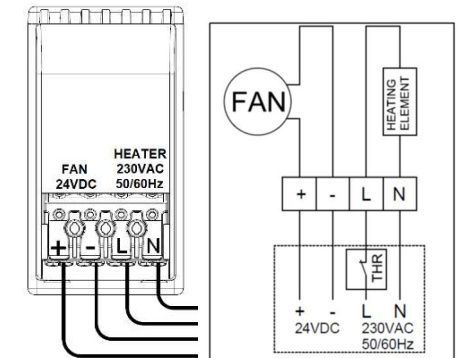 HEATER
FAN 230VAC
24VDC 50/60Hz
+ - L N
FAN
HEATING
ELEMENT
+ - L N
THR
+ - L N
24VDC 230VAC
50/60Hz